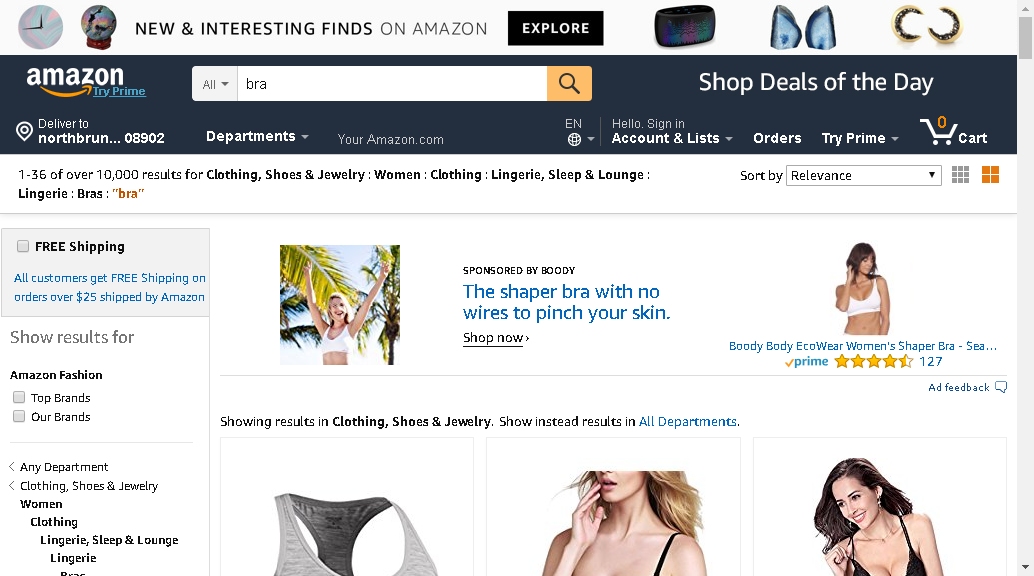 NEW & INTERESTING FINDS ON AMAZON EXPLORE
amazon
Try Prime
All
bra
Shop Deals of the Day
Deliver to
northbrun... 08902
Departments
Your Amazon.com
EN
Hello. Sign in
Account & Lists
Orders
Try Prime
0
Cart
1-36 of over 10,000 results for Clothing, Shoes & Jewelry : Women : Clothing : Lingerie, Sleep & Lounge :
Lingerie : Bras : "bra"
Sort by Relevance
FREE Shipping
All customers get FREE Shipping on
orders over $25 shipped by Amazon
Show results for
Amazon Fashion
Top Brands
Our Brands
Any Department
Clothing, Shoes & Jewelry
Women
Clothing
Lingerie, Sleep & Lounge
Lingerie
Bras
SPONSORED BY BOODY
The shaper bra with no
wires to pinch your skin.
Shop now ›
Boody Body EcoWear Women's Shaper Bra - Sea...
prime 127
Ad feedback
Showing results in Clothing, Shoes & Jewelry. Show instead results in All Departments.